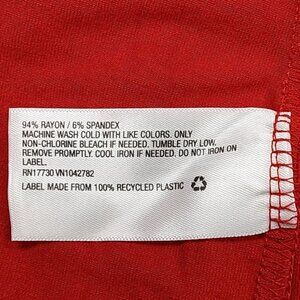 94% RAYON / 6% SPANDEX
MACHINE WASH COLD WITH LIKE COLORS. ONLY
NON-CHLORINE BLEACH IF NEEDED. TUMBLE DRY LOW.
REMOVE PROMPTLY. COOL IRON IF NEEDED. DO NOT IRON ON
LABEL.
RN17730 VN1042782
LABEL MADE FROM 100% RECYCLED PLASTIC